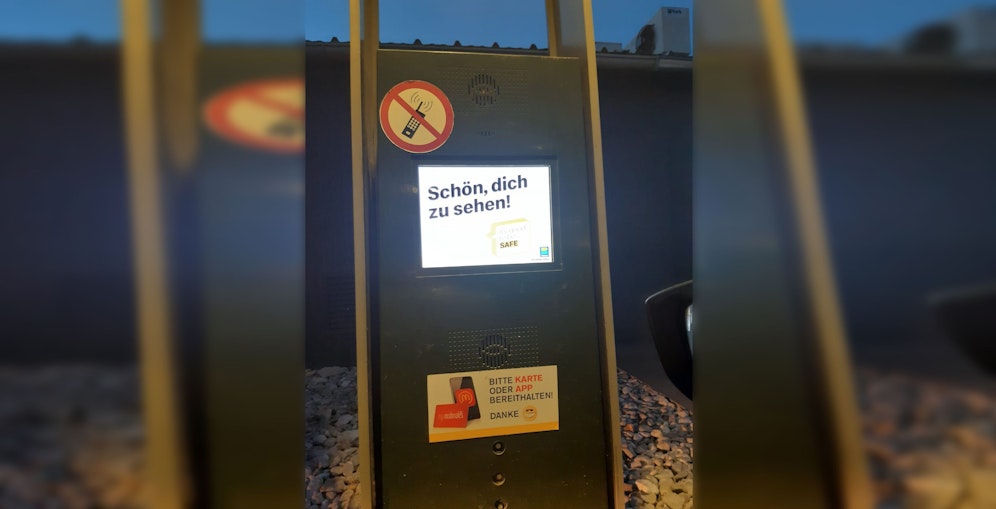 Schön, dich
zu sehen!
SAFE
BITTE KARTE
ODER APP
BEREITHALTEN!
DANKE